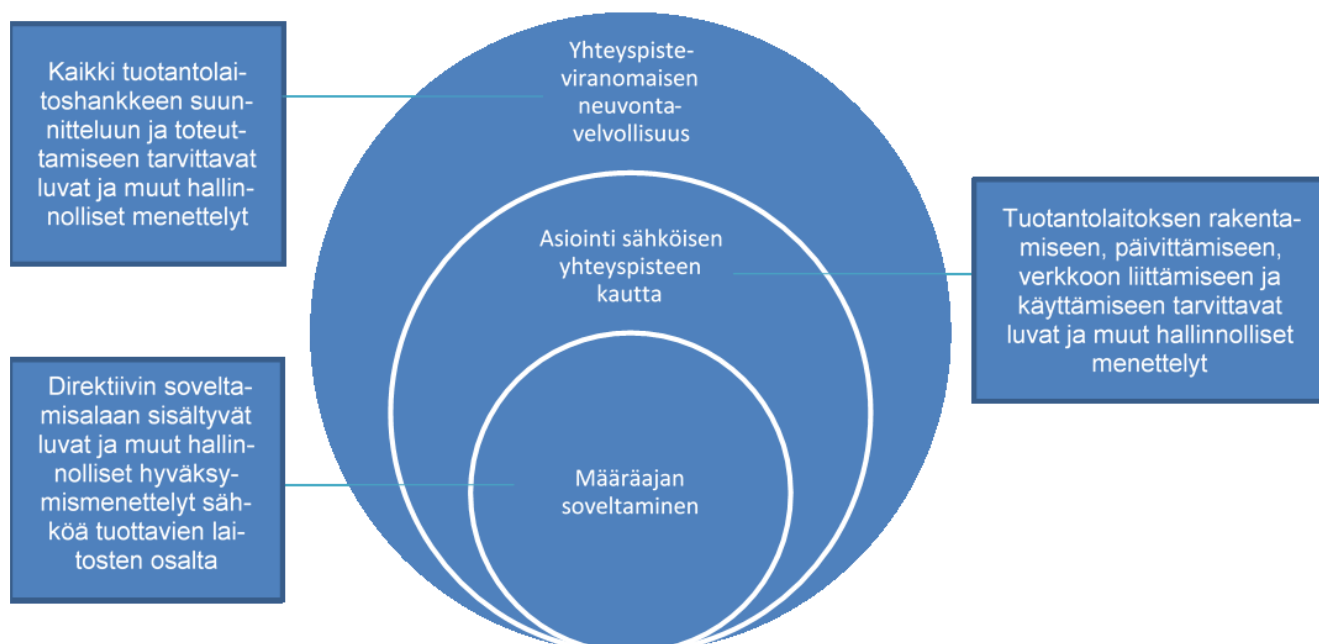 Kaikki tuotantolai-
toshankkeen suun-
nitteluun ja toteut-
tamiseen tarvittavat
luvat ja muut hallin-
nolliset menettelyt
Yhteyspiste-
viranomaisen
neuvonta-
velvollisuus
Asiointi sähköisen
yhteyspisteen
kautta
Tuotantolaitoksen rakenta-
miseen, päivittämiseen,
verkkoon liittämiseen ja
käyttämiseen tarvittavat
luvat ja muut hallinnolliset
menettelyt
Direktiivin sovelta-
misalaan sisältyvät
luvat ja muut hallin-
nolliset hyväksy-
mismenettelyt säh-
köä tuottavien lai-
tosten osalta
Määräajan
soveltaminen